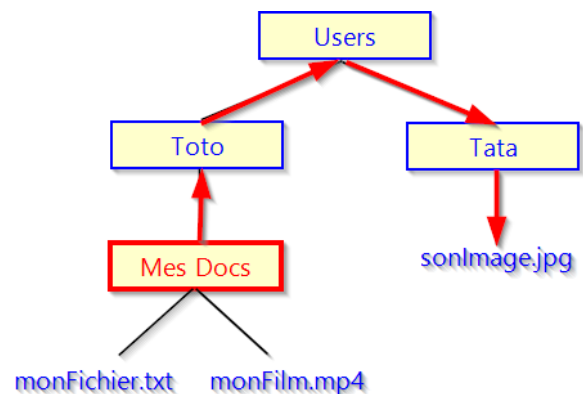 Users
Toto
Tata
Mes Docs
sonImage.jpg
monFichier.txt
monFilm.mp4